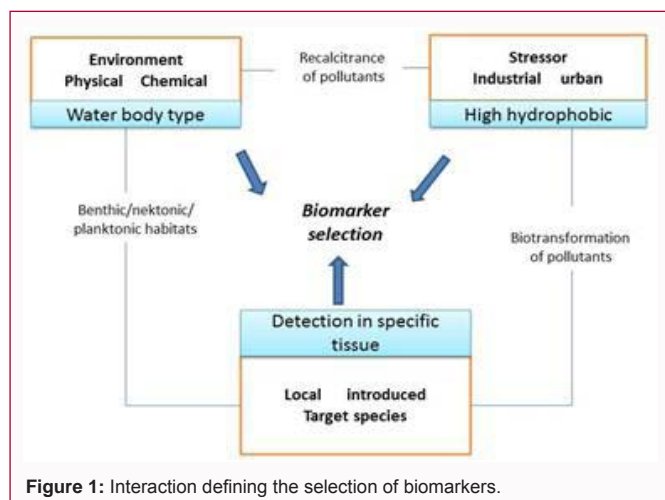 Environment
Physical Chemical
Water body type
Recalcitrance
of pollutants
Stressor
Industrial urban
High hydrophobic
Benthic/nektonic/
planktonic habitats
Biomarker
selection
Biotransformation
of pollutants
Detection in specific
tissue
Local introduced
Target species
Figure 1: Interaction defining the selection of biomarkers.